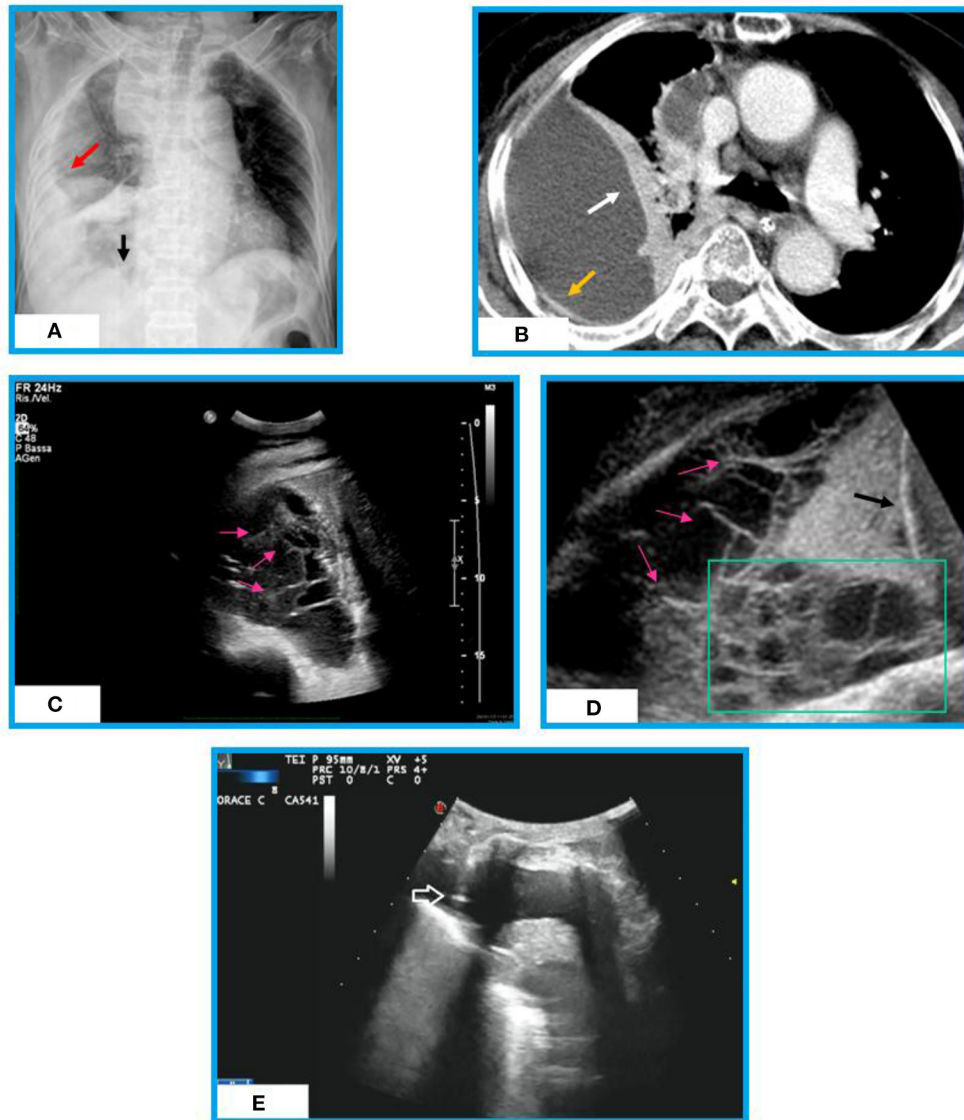 A
B
FR 24Hz
Ris./Vel.
2D
64%
C 48
P Bassa
AGen
M3
0
5
X
10
15
C
D
TEI P 95mm XV +5
PRC 10/8/1 PRS 4+
PST 0 C 0
ORACE C CA541
E